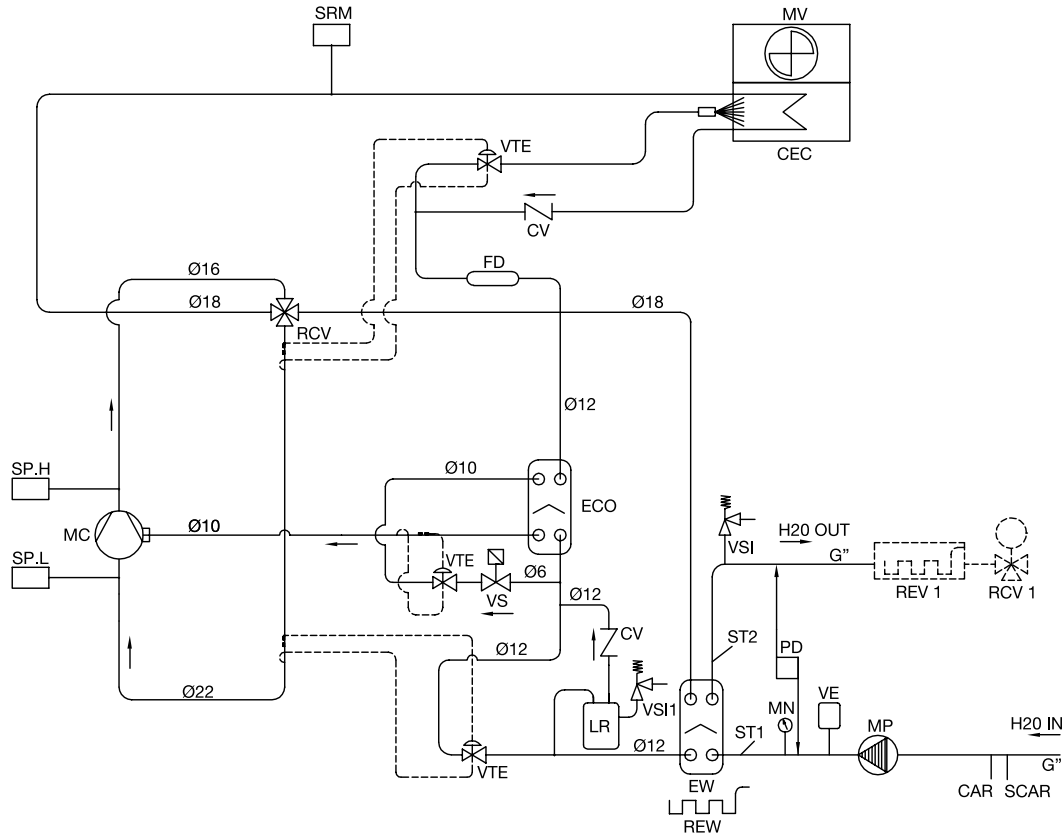 SRM
MV
CEC
VTE
CV
FD
Ø16
Ø18
Ø18
RCV
Ø12
SP.H
Ø10
ECO
MC
Ø10
VSI
H20 OUT
G"
REV 1
RCV 1
SP.L
VTE
VS
Ø6
Ø12
CV
ST2
PD
Ø12
Ø22
LR
VSI1
MN
VE
MP
H20 IN
G"
VTE
Ø12
EW
ST1
CAR
SCAR
REW